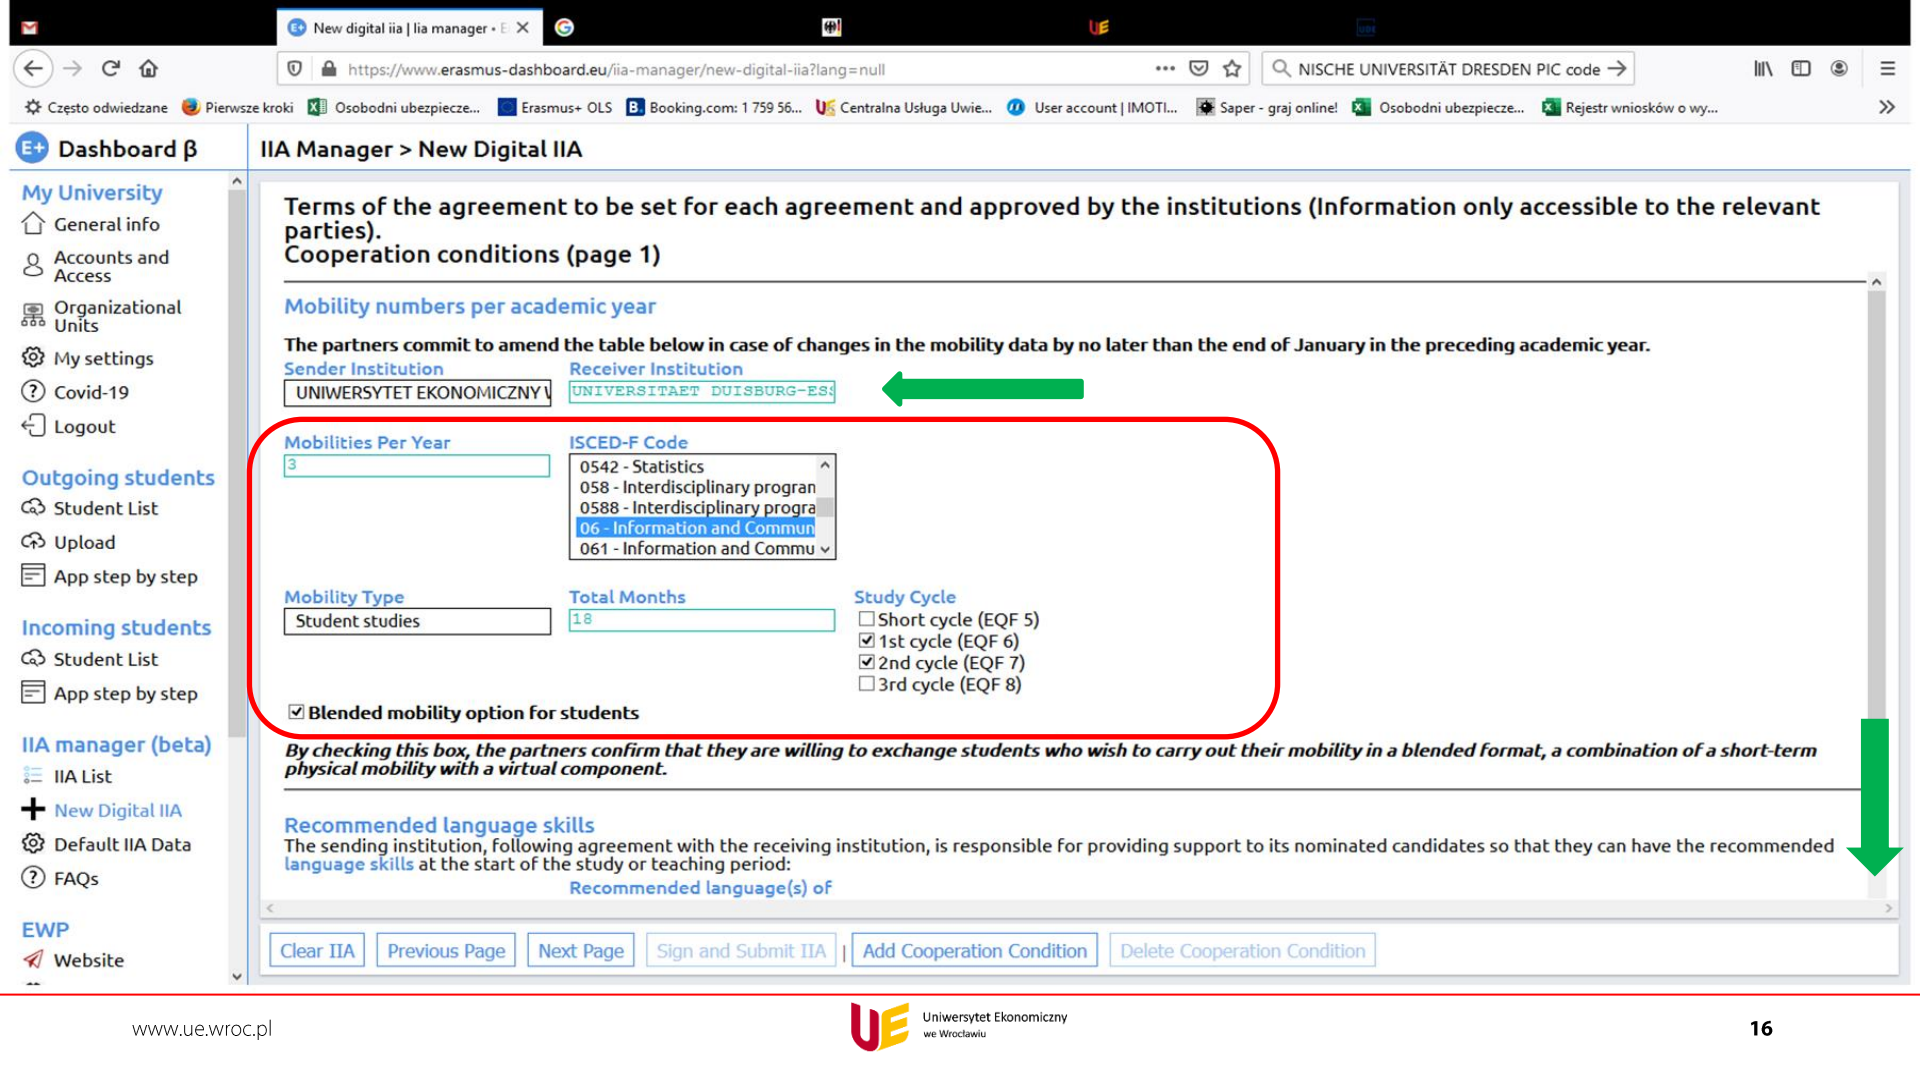 New digital iia | Iia manager • E
https://www.erasmus-dashboard.eu/iia-manager/new-digital-iia?lang=null
NISCHE UNIVERSITÄT DRESDEN PIC code
Często odwiedzane Pierwsze kroki Osobodni ubezpiecze... Erasmus+ OLS Booking.com: 1 759 56... Centralna Usługa Uwie... User account | IMOTI... Saper - graj online! Osobodni ubezpiecze... Rejestr wniosków o wy...
E+ Dashboard β
IIA Manager > New Digital IIA
My University
General info
Accounts and
Access
Organizational
Units
My settings
Covid-19
Logout
Outgoing students
Student List
Upload
App step by step
Incoming students
Student List
App step by step
IIA manager (beta)
IIA List
New Digital IIA
Default IIA Data
FAQs
EWP
Website
Terms of the agreement to be set for each agreement and approved by the institutions (Information only accessible to the relevant
parties).
Cooperation conditions (page 1)
Mobility numbers per academic year
The partners commit to amend the table below in case of changes in the mobility data by no later than the end of January in the preceding academic year.
Sender Institution Receiver Institution
UNIWERSYTET EKONOMICZNY UNIVERSITAET DUISBURG-ESS
Mobilities Per Year ISCED-F Code
3
0542 - Statistics
058 - Interdisciplinary program
0588 - Interdisciplinary progra
06 - Information and Commun
061 - Information and Commu
Mobility Type Total Months Study Cycle
Student studies 18
Short cycle (EQF 5)
1st cycle (EQF 6)
2nd cycle (EQF 7)
3rd cycle (EQF 8)
Blended mobility option for students
By checking this box, the partners confirm that they are willing to exchange students who wish to carry out their mobility in a blended format, a combination of a short-term
physical mobility with a virtual component.
Recommended language skills
The sending institution, following agreement with the receiving institution, is responsible for providing support to its nominated candidates so that they can have the recommended
language skills at the start of the study or teaching period:
Recommended language(s) of
Clear IIA Previous Page Next Page Sign and Submit IIA | Add Cooperation Condition Delete Cooperation Condition
www.ue.wroc.pl
UE Uniwersytet Ekonomiczny
we Wrocławiu
16